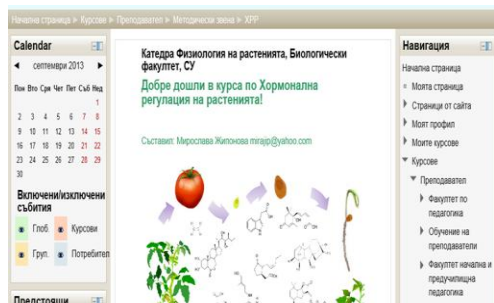 Начална страница ► Курсове ► Преподавател ► Методически звена ► ХРР
Calendar
◄ септември 2013 ►
Пон Вто Сря Чет Пет Съб Нед
1
2 3 4 5 6 7 8
9 10 11 12 13 14 15
16 17 18 19 20 21 22
23 24 25 26 27 28 29
30
Включени/изключени
събития
Глоб. Курсови
Груп. Потребител
Предстоящи
Катедра Физиология на растенията, Биологически
факултет, СУ
Добре дошли в курса по Хормонална
регулация на растенията!
Съставил: Мирослава Жипонова mirajip@yahoo.com
Навигация
Начална страница
Моята страница
Страници от сайта
Моят профил
Моите курсове
Курсове
Преподавател
Факултет по
педагогика
Обучение на
преподаватели
Факултет начална и
предучилищна
педагогика